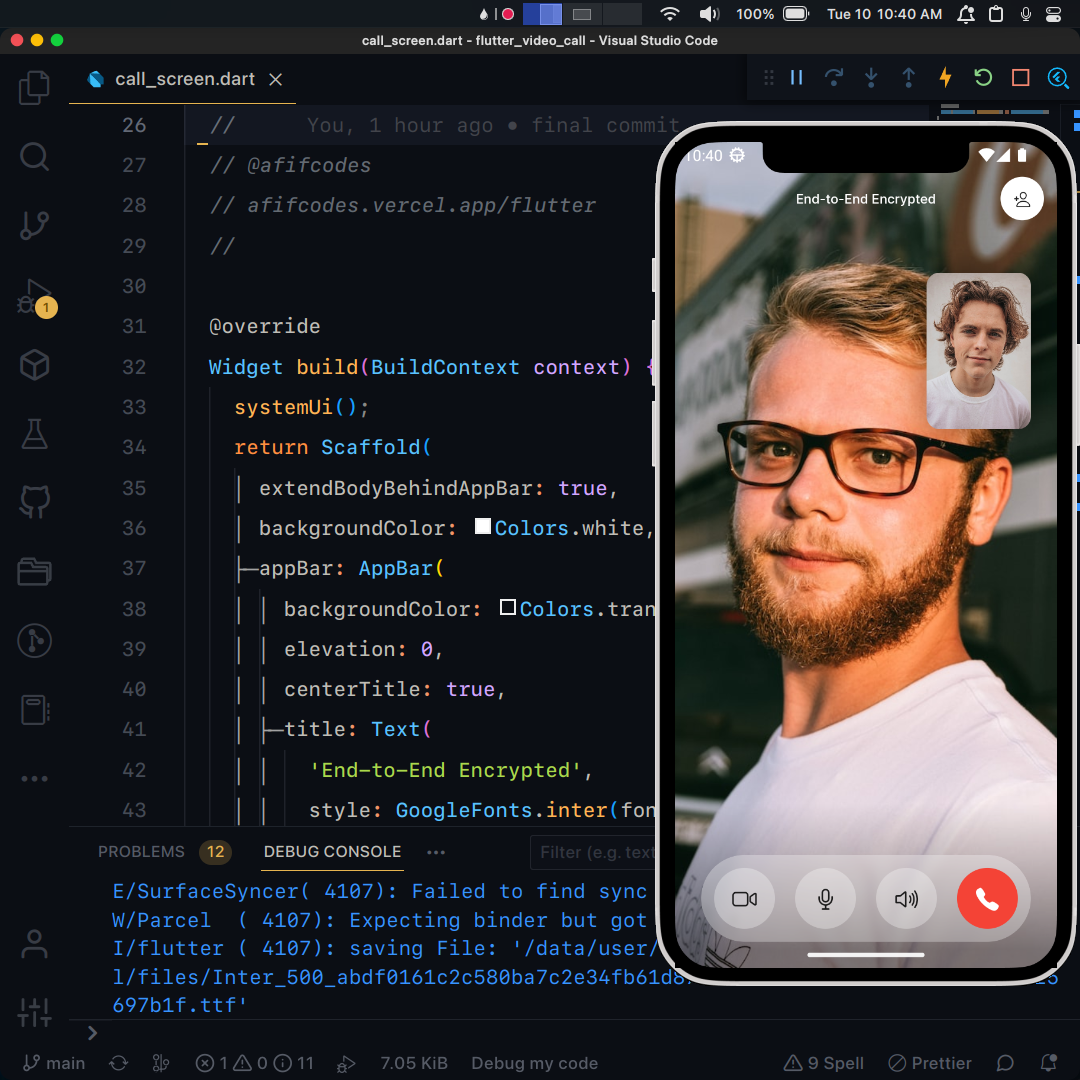 100%
Tue 10 10:40 AM
call_screen.dart - flutter_video_call - Visual Studio Code
call_screen.dart
26 // You, 1 hour ago • final commit
27 // @afifcodes
28 // afifcodes.vercel.app/flutter
29 //
30
31 @override
32 Widget build(BuildContext context) {
33 systemUi();
34 return Scaffold(
35 extendBodyBehindAppBar: true,
36 backgroundColor: Colors.white,
37 appBar: AppBar(
38 backgroundColor: Colors.tran
39 elevation: 0,
40 centerTitle: true,
41 title: Text(
42 'End-to-End Encrypted',
43 style: GoogleFonts.inter(fon
1
10:40
End-to-End Encrypted
PROBLEMS 12 DEBUG CONSOLE ••• Filter (e.g. text
E/SurfaceSyncer( 4107): Failed to find sync
W/Parcel ( 4107): Expecting binder but got
I/flutter ( 4107): saving File: '/data/user/
l/files/Inter_500_abdf0161c2c580ba7c2e34fb61d8
697b1f.ttf'
main 1 0 11 7.05 KiB Debug my code 9 Spell Prettier